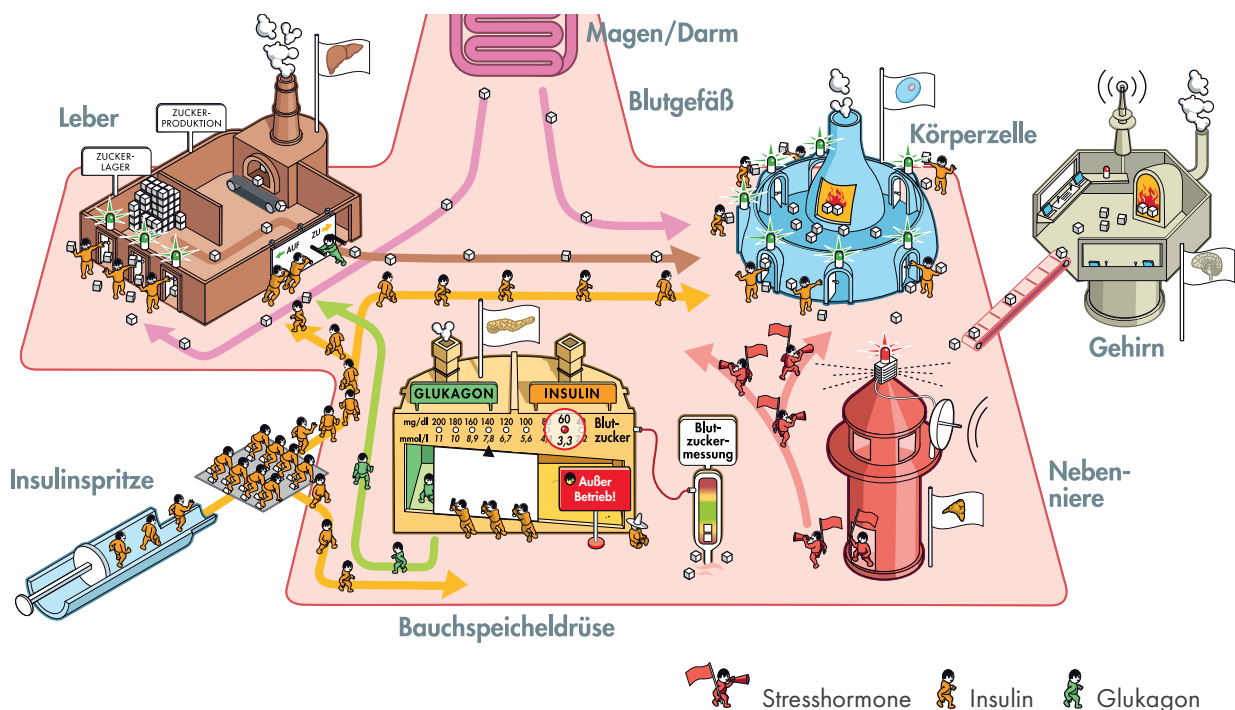 Magen/Darm
Blutgefäß
Leber
ZUCKER-
PRODUKTION
ZUCKER-
LAGER
Körperzelle
AUF
ZU
Gehirn
GLUKAGON
INSULIN
mg/dl 200 180 160 140 120 100 60 Blut-
mmol/l 11 10 8,9 7,8 6,7 5,6 3,3 zucker
Blut-
zucker-
messung
Außer
Betrieb!
Insulinspritze
Neben-
niere
Bauchspeicheldrüse
Stresshormone
Insulin
Glukagon